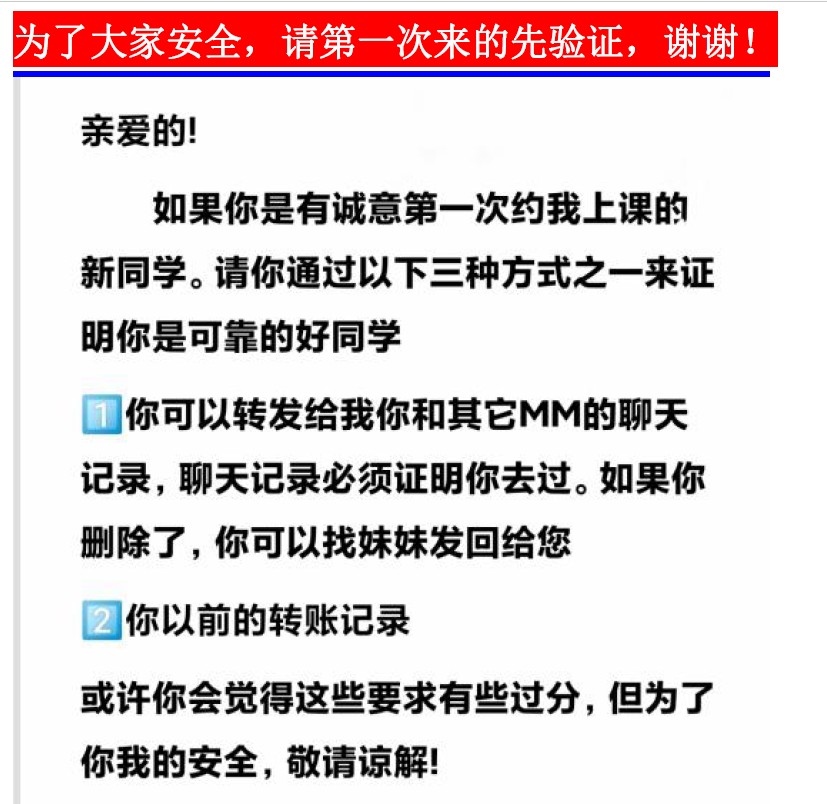 为了大家安全，请第一次来的先验证，谢谢！
亲爱的!
如果你是有诚意第一次约我上课的
新同学。请你通过以下三种方式之一来证
明你是可靠的好同学
1️⃣你可以转发给我你和其它MM的聊天
记录，聊天记录必须证明你去过。如果你
删除了，你可以找妹妹发回给您
2️⃣你以前的转账记录
或许你会觉得这些要求有些过分，但为了
你我的安全，敬请谅解!